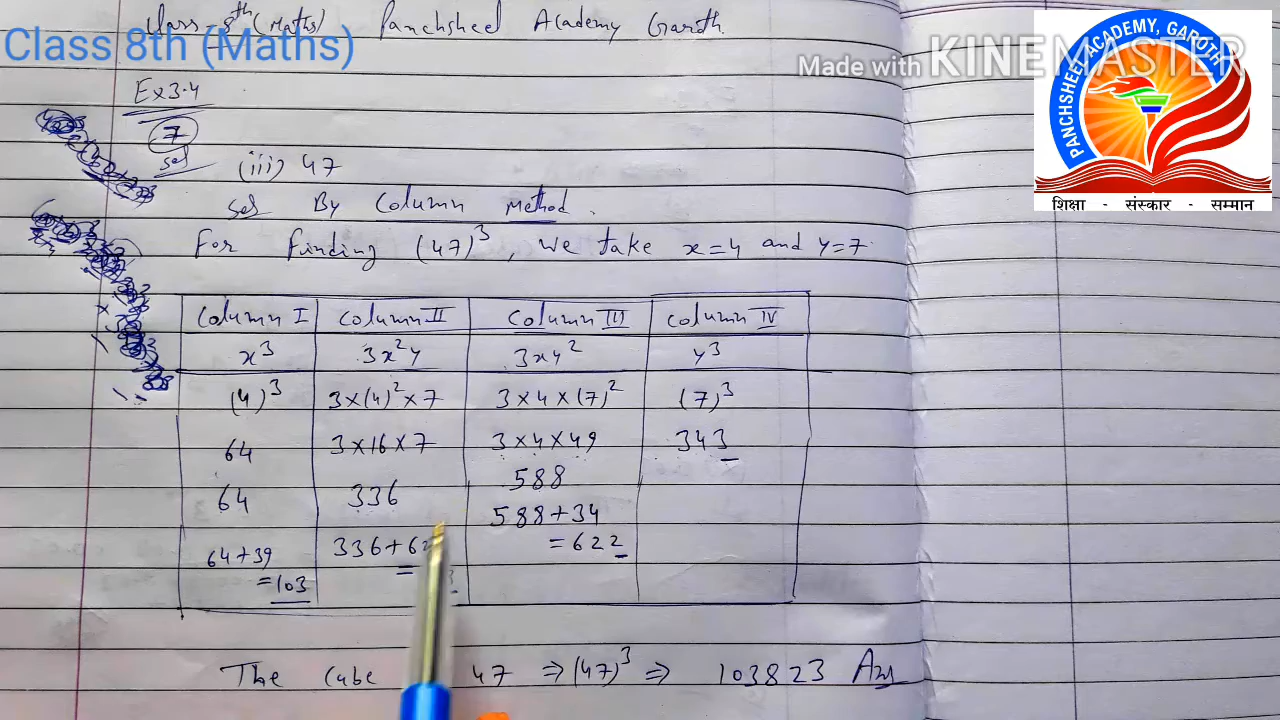 Class - 8th (Maths) Panchsheel Academy Garoth
Class 8th (Maths)
Made with KINEMASTER
PANCHSHEEL ACADEMY, GAROTH
शिक्षा - संस्कार - सम्मान
Ex 3.4
7
Sol
(iii) 47
Sol By Column Method.
For finding (47)³, we take x=4 and y=7.
Column I Column II Column III Column IV
x³ 3x²y 3xy² y³
(4)³ 3×(4)²×7 3×4×(7)² (7)³
64 3×16×7 3×4×49 343
588
64 336
588+34
64+39 336+62 = 622
=103 =
The Cube 47 ⇒ (47)³ ⇒ 103823 Ans